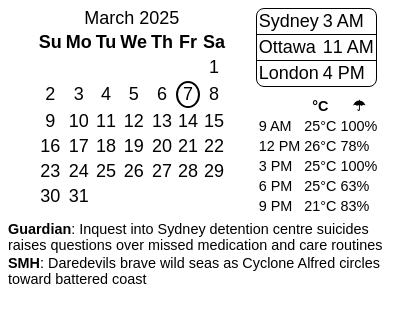 March 2025
Su Mo Tu We Th Fr Sa
1
2 3 4 5 6 7 8
9 10 11 12 13 14 15
16 17 18 19 20 21 22
23 24 25 26 27 28 29
30 31
Sydney 3 AM
Ottawa 11 AM
London 4 PM
°C ☂
9 AM 25°C 100%
12 PM 26°C 78%
3 PM 25°C 100%
6 PM 25°C 63%
9 PM 21°C 83%
Guardian: Inquest into Sydney detention centre suicides
raises questions over missed medication and care routines
SMH: Daredevils brave wild seas as Cyclone Alfred circles
toward battered coast